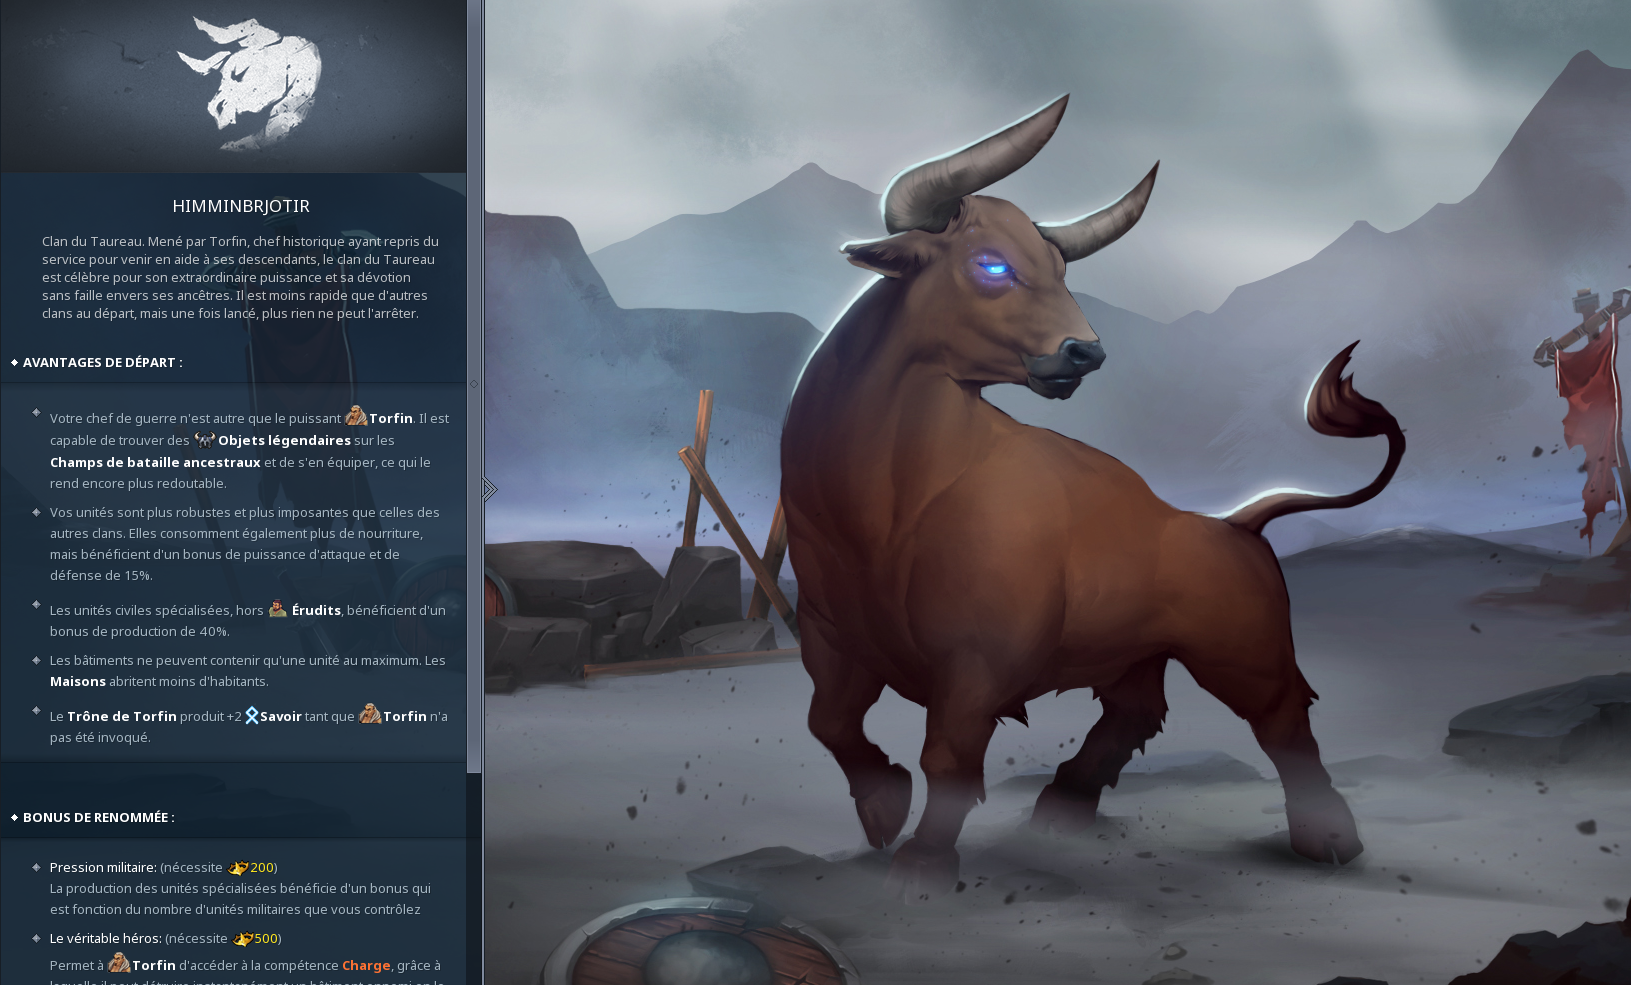 HIMMINBRJOTIR
Clan du Taureau. Mené par Torfin, chef historique ayant repris du
service pour venir en aide à ses descendants, le clan du Taureau
est célèbre pour son extraordinaire puissance et sa dévotion
sans faille envers ses ancêtres. Il est moins rapide que d'autres
clans au départ, mais une fois lancé, plus rien ne peut l'arrêter.
AVANTAGES DE DÉPART :
Votre chef de guerre n'est autre que le puissant Torfin. Il est
capable de trouver des Objets légendaires sur les
Champs de bataille ancestraux et de s'en équiper, ce qui le
rend encore plus redoutable.
Vos unités sont plus robustes et plus imposantes que celles des
autres clans. Elles consomment également plus de nourriture,
mais bénéficient d'un bonus de puissance d'attaque et de
défense de 15%.
Les unités civiles spécialisées, hors Érudits, bénéficient d'un
bonus de production de 40%.
Les bâtiments ne peuvent contenir qu'une unité au maximum. Les
Maisons abritent moins d'habitants.
Le Trône de Torfin produit +2 Savoir tant que Torfin n'a
pas été invoqué.
BONUS DE RENOMMÉE :
Pression militaire: (nécessite 200)
La production des unités spécialisées bénéficie d'un bonus qui
est fonction du nombre d'unités militaires que vous contrôlez
Le véritable héros: (nécessite 500)
Permet à Torfin d'accéder à la compétence Charge, grâce à
laquelle il peut détruire instantanément un bâtiment ennemi en le